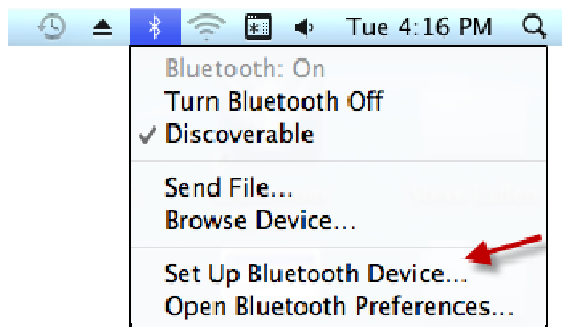 Tue 4:16 PM
Bluetooth: On
Turn Bluetooth Off
✓ Discoverable
Send File...
Browse Device...
Set Up Bluetooth Device...
Open Bluetooth Preferences...